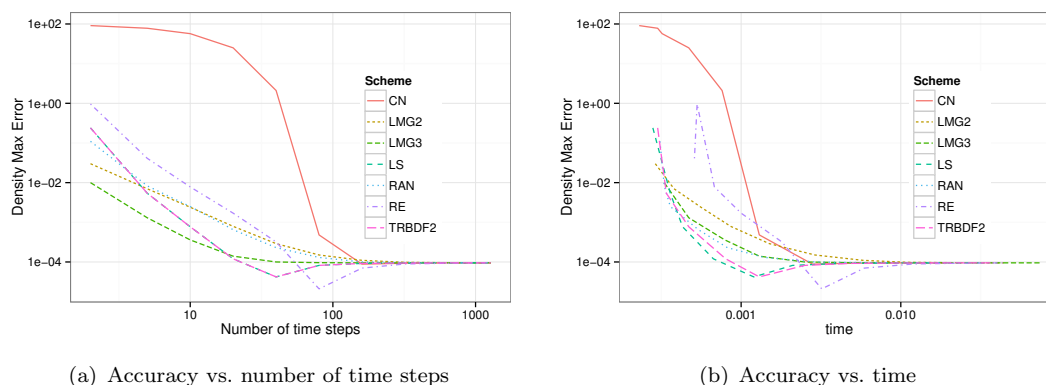 1e+02
1e+00
1e−02
1e−04
Density Max Error
10
100
1000
Number of time steps
Scheme
CN
LMG2
LMG3
LS
RAN
RE
TRBDF2
(a) Accuracy vs. number of time steps
1e+02
1e+00
1e−02
1e−04
Density Max Error
0.001
0.010
time
Scheme
CN
LMG2
LMG3
LS
RAN
RE
TRBDF2
(b) Accuracy vs. time